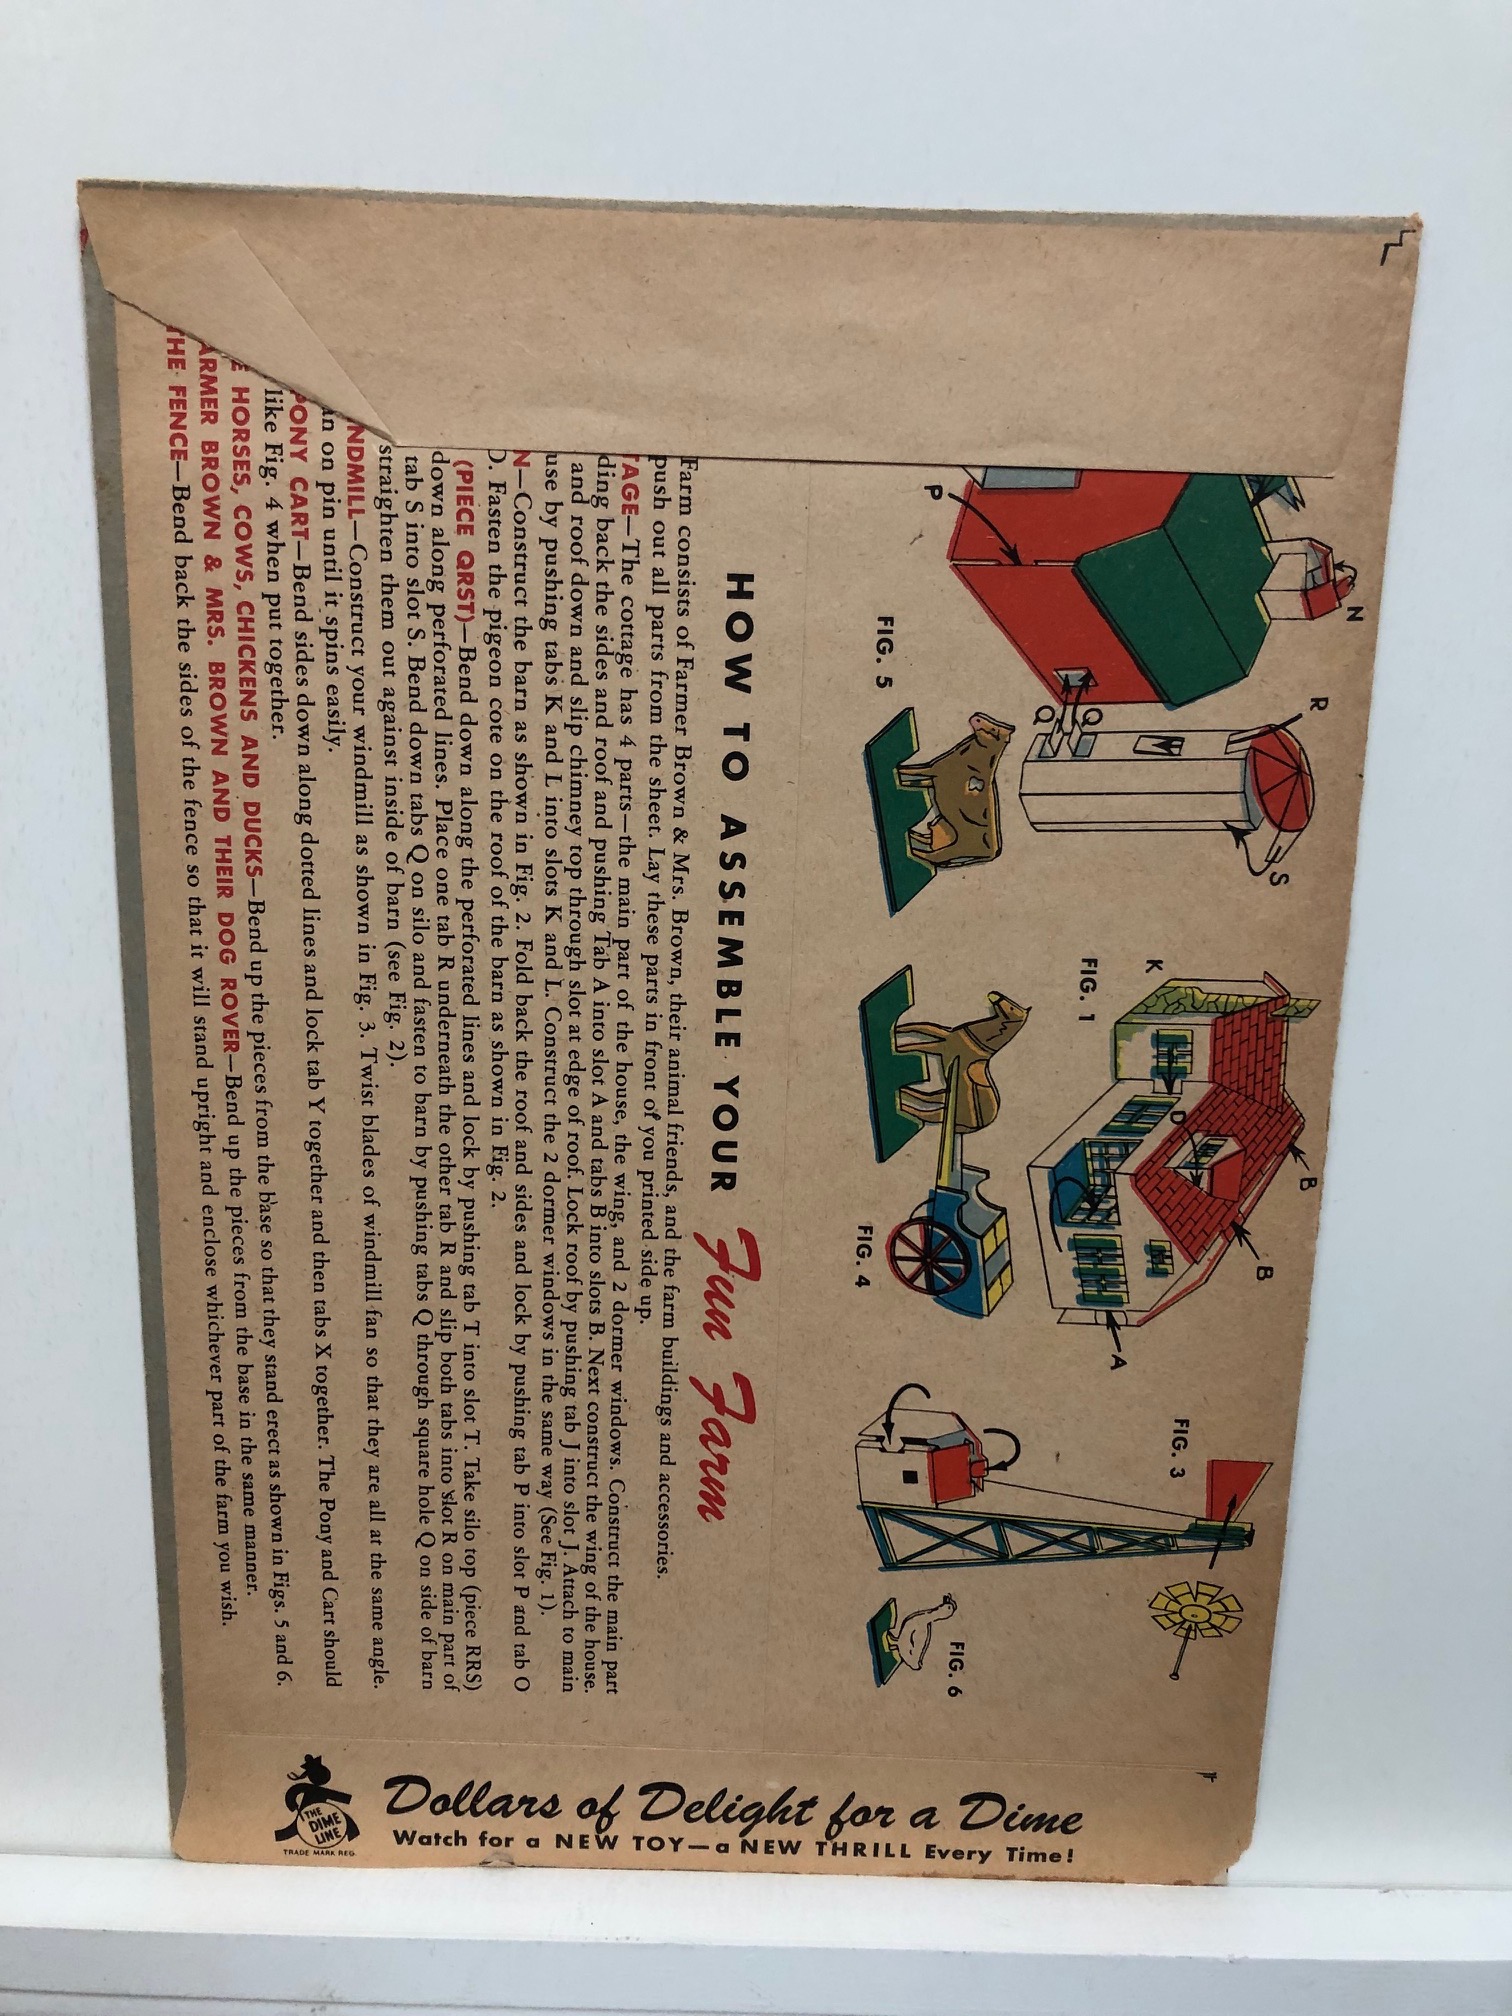 N
R
P
Q Q
S
FIG. 5
K
FIG. 1
D
B
B
A
FIG. 4
FIG. 3
FIG. 6
HOW TO ASSEMBLE YOUR Fun Farm
Farm consists of Farmer Brown & Mrs. Brown, their animal friends, and the farm buildings and accessories.
push out all parts from the sheet. Lay these parts in front of you printed side up.
TAGE—The cottage has 4 parts—the main part of the house, the wing, and 2 dormer windows. Construct the main part
ding back the sides and roof and pushing Tab A into slot A and tabs B into slots B. Next construct the wing of the house.
and roof down and slip chimney top through slot at edge of roof. Lock roof by pushing tab J into slot J. Attach to main
use by pushing tabs K and L into slots K and L. Construct the 2 dormer windows in the same way (See Fig. 1).
N—Construct the barn as shown in Fig. 2. Fold back the roof and sides and lock by pushing tab P into slot P and tab O
O. Fasten the pigeon cote on the roof of the barn as shown in Fig. 2.
(PIECE QRST)—Bend down along the perforated lines and lock by pushing tab T into slot T. Take silo top (piece RRS)
down along perforated lines. Place one tab R underneath the other tab R and slip both tabs into slot R on main part of
tab S into slot S. Bend down tabs Q on silo and fasten to barn by pushing tabs Q through square hole Q on side of barn
straighten them out against inside of barn (see Fig. 2).
NDMILL—Construct your windmill as shown in Fig. 3. Twist blades of windmill fan so that they are all at the same angle.
an on pin until it spins easily.
PONY CART—Bend sides down along dotted lines and lock tab Y together and then tabs X together. The Pony and Cart should
like Fig. 4 when put together.
E HORSES, COWS, CHICKENS AND DUCKS—Bend up the pieces from the base so that they stand erect as shown in Figs. 5 and 6.
ARMER BROWN & MRS. BROWN AND THEIR DOG ROVER—Bend up the pieces from the base in the same manner.
THE FENCE—Bend back the sides of the fence so that it will stand upright and enclose whichever part of the farm you wish.
Dollars of Delight for a Dime
Watch for a NEW TOY—a NEW THRILL Every Time!
THE
DIME
LINE
TRADE MARK REG.